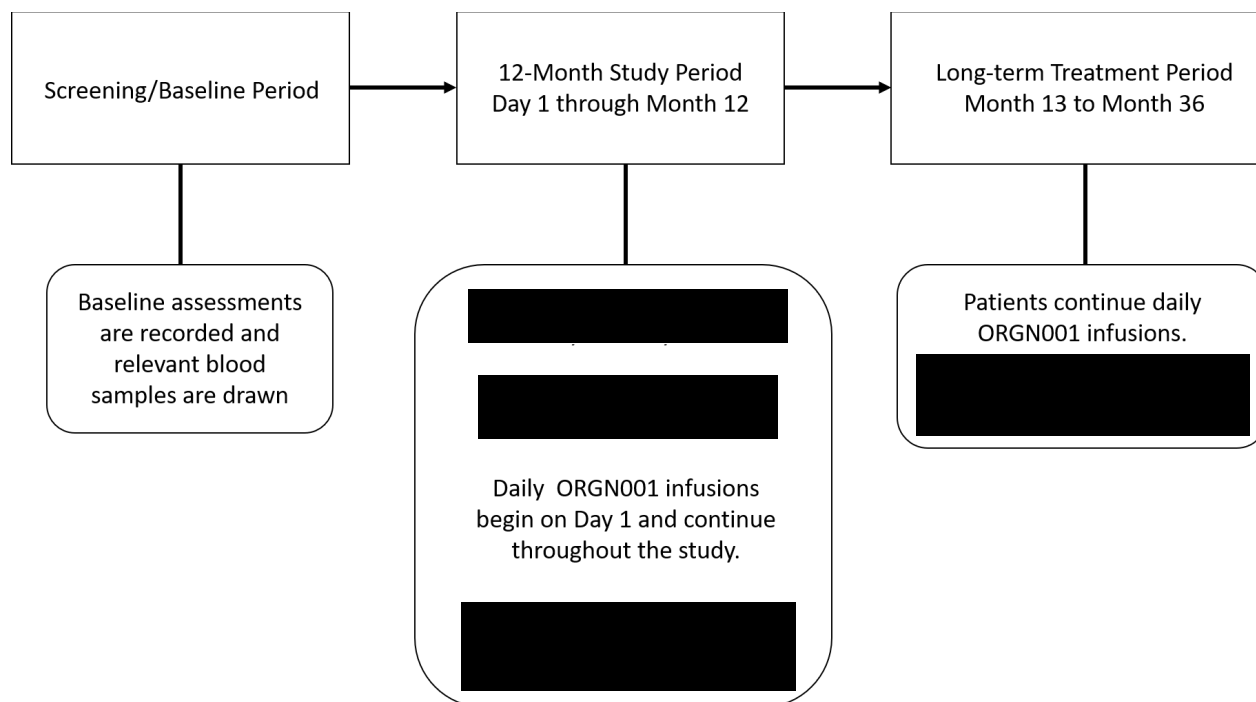 Screening/Baseline Period
12-Month Study Period
Day 1 through Month 12
Long-term Treatment Period
Month 13 to Month 36
Baseline assessments
are recorded and
relevant blood
samples are drawn
Daily  ORGN001 infusions
begin on Day 1 and continue
throughout the study.
Patients continue daily
ORGN001 infusions.